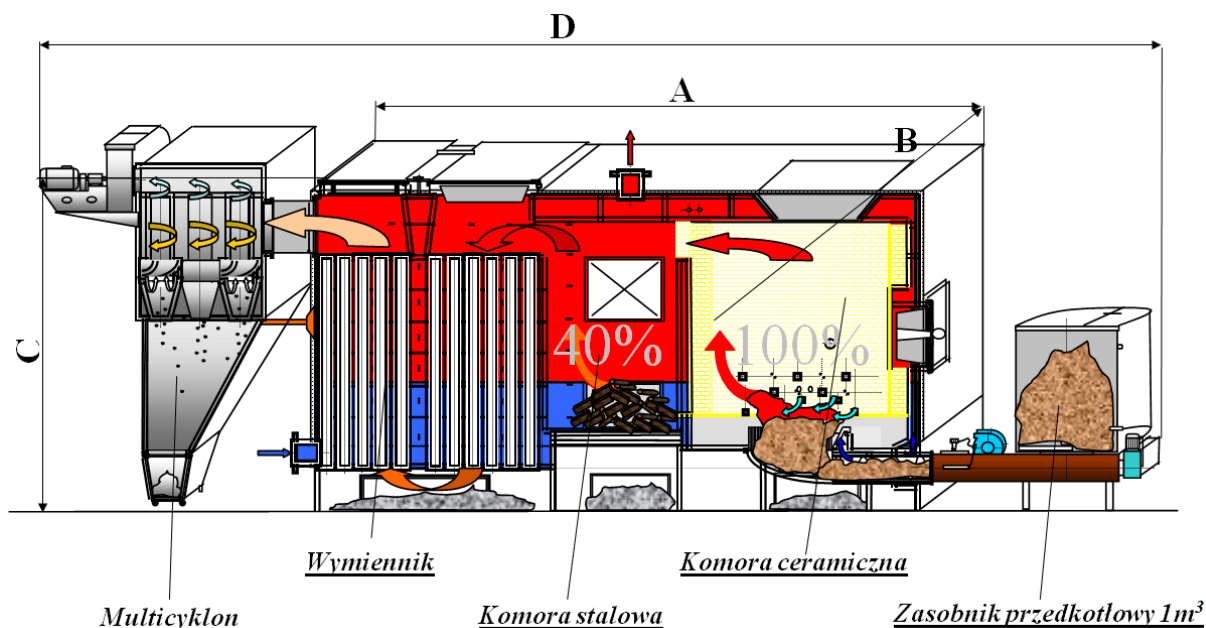 D
A
B
C
40%
100%
Wymiennik
Komora ceramiczna
Multicyklon
Komora stalowa
Zasobnik przedkotłowy 1m³